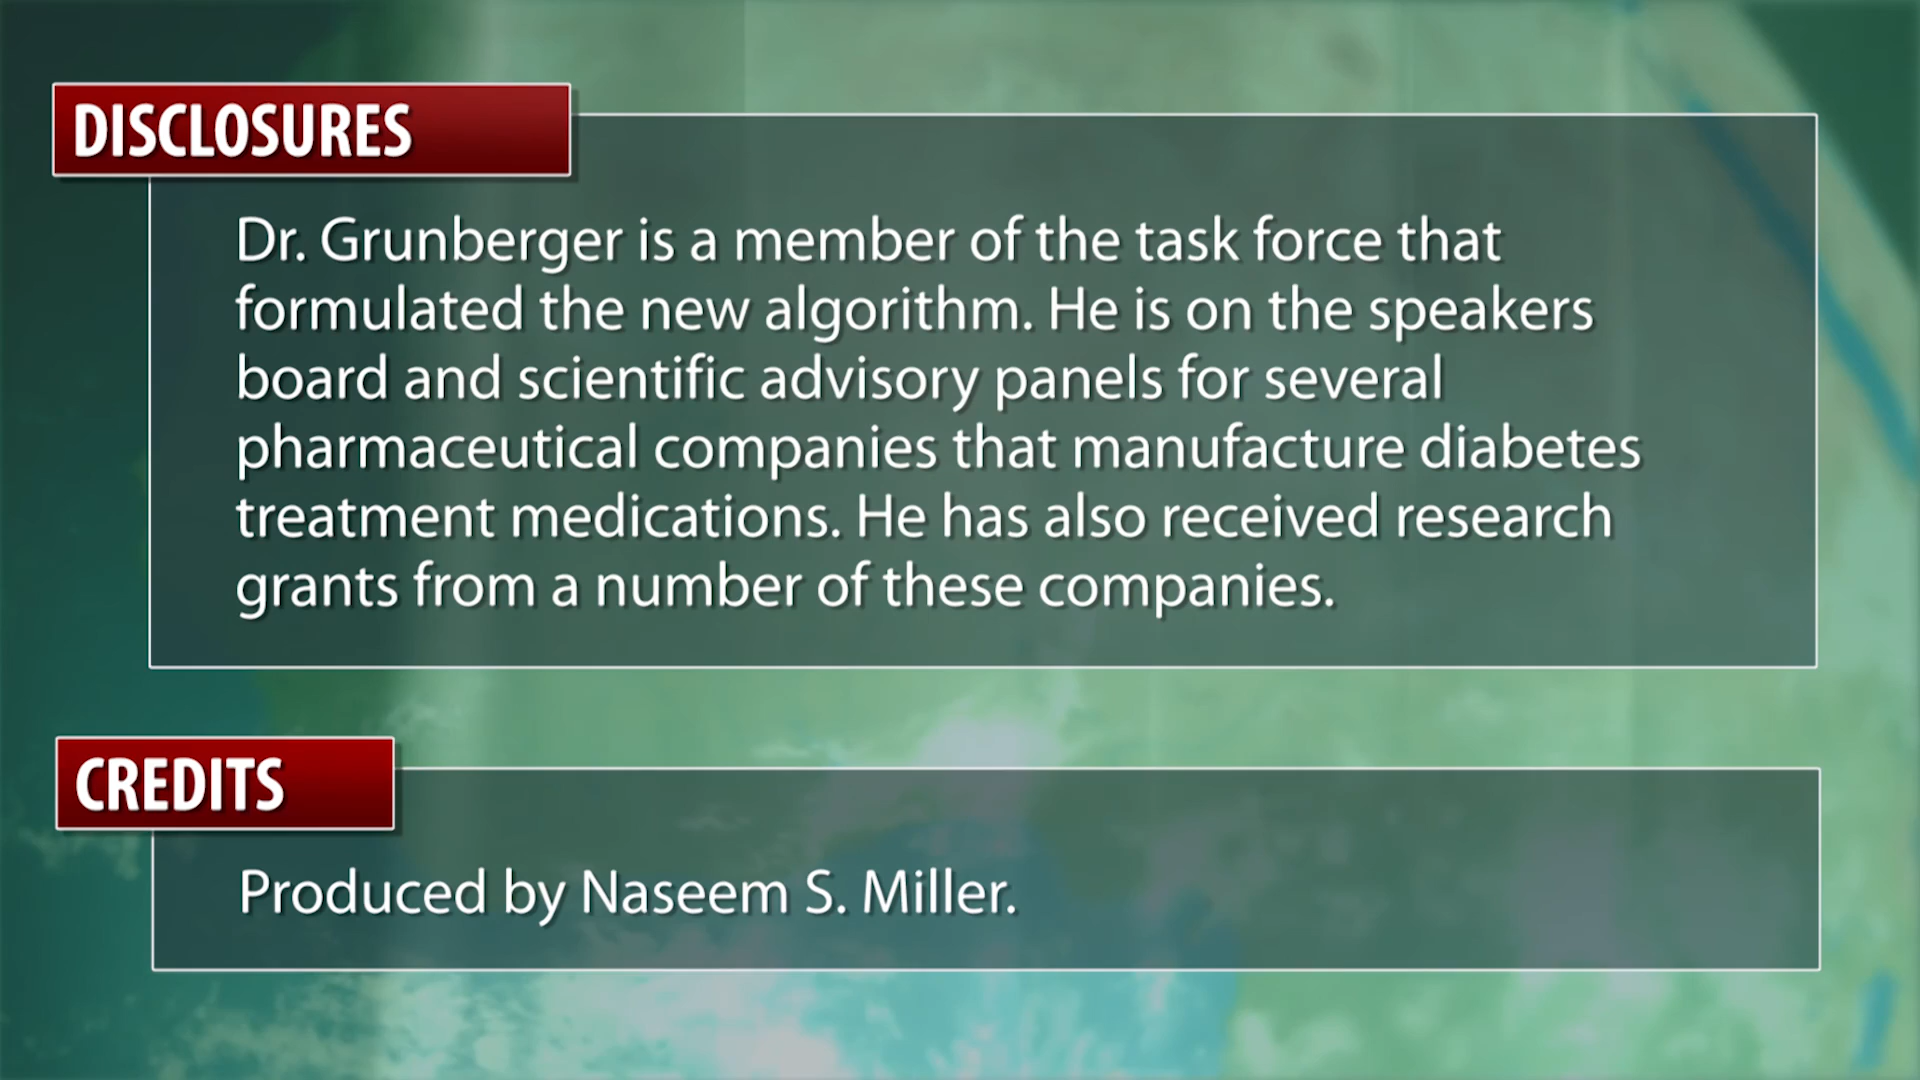 DISCLOSURES
Dr. Grunberger is a member of the task force that
formulated the new algorithm. He is on the speakers
board and scientific advisory panels for several
pharmaceutical companies that manufacture diabetes
treatment medications. He has also received research
grants from a number of these companies.
CREDITS
Produced by Naseem S. Miller.